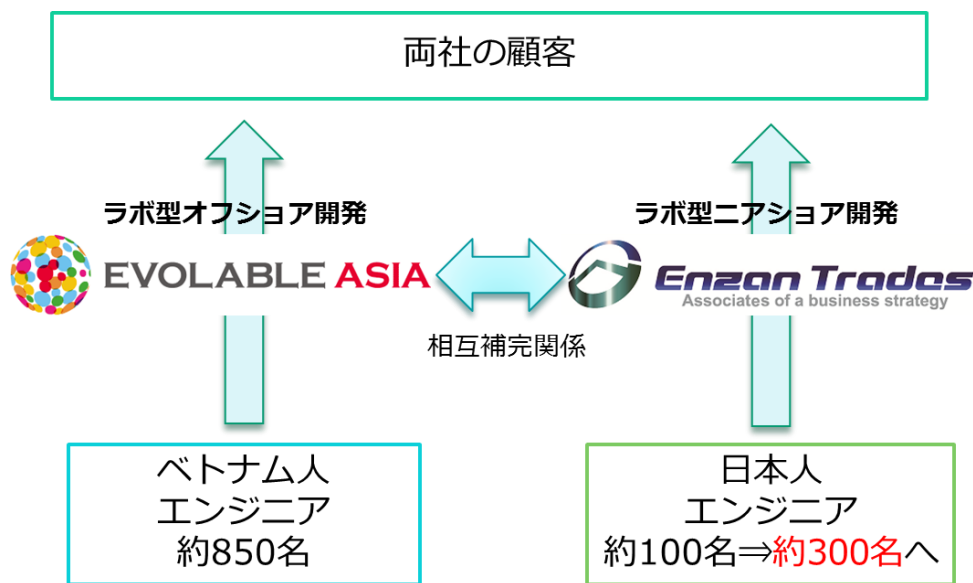 両社の顧客
ラボ型オフショア開発
ラボ型ニアショア開発
EVOLABLE ASIA
Enzan Trades
Associates of a business strategy
相互補完関係
ベトナム人
エンジニア
約850名
日本人
エンジニア
約100名⇒約300名へ